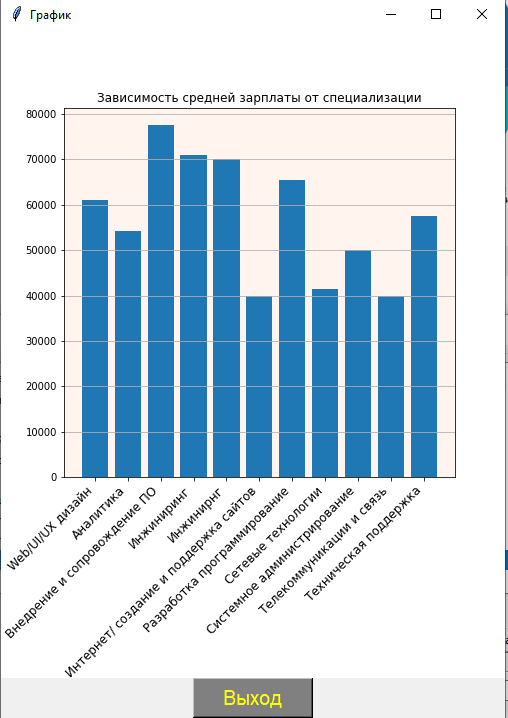 График
Зависимость средней зарплаты от специализации
80000
70000
60000
50000
40000
30000
20000
10000
0
Web/UI/UX дизайн
Аналитика
Внедрение и сопровождение ПО
Инжиниринг
Инжинирнг
Интернет/ создание и поддержка сайтов
Разработка программирование
Сетевые технологии
Системное администрирование
Телекоммуникации и связь
Техническая поддержка
Выход